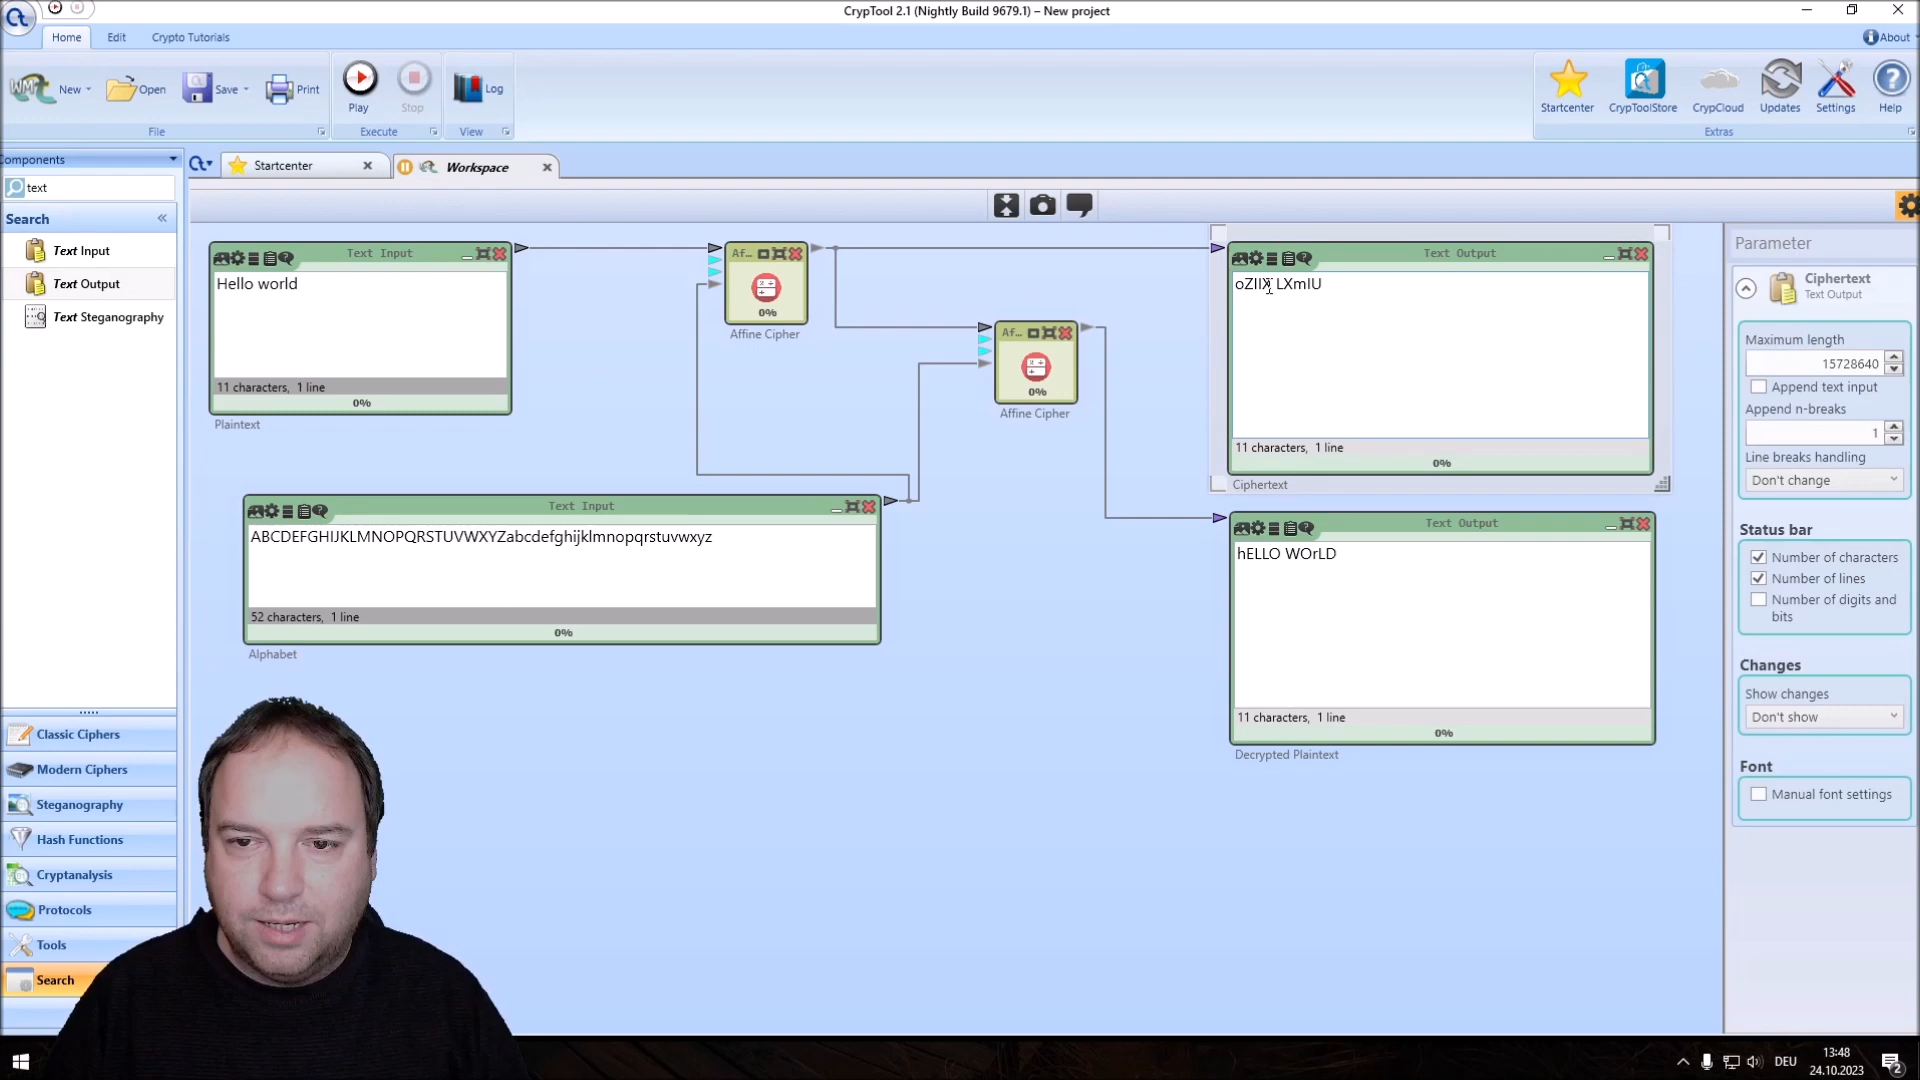 CrypTool 2.1 (Nightly Build 9679.1) – New project
Home Edit Crypto Tutorials
About
New Open Save Print
Play Stop
Log
Startcenter CrypToolStore CrypCloud Updates Settings Help
File Execute View Extras
Components
Startcenter Workspace
text
Search
Text Input
Text Output
Text Steganography
Classic Ciphers
Modern Ciphers
Steganography
Hash Functions
Cryptanalysis
Protocols
Tools
Search
Text Input
Hello world
11 characters, 1 line
0%
Plaintext
Af...
0%
Affine Cipher
Af...
0%
Affine Cipher
Text Input
ABCDEFGHIJKLMNOPQRSTUVWXYZabcdefghijklmnopqrstuvwxyz
52 characters, 1 line
0%
Alphabet
Text Output
oZIIX LXmIU
11 characters, 1 line
0%
Ciphertext
Text Output
hELLO WOrLD
11 characters, 1 line
0%
Decrypted Plaintext
Parameter
Ciphertext
Text Output
Maximum length
15728640
Append text input
Append n-breaks
1
Line breaks handling
Don't change
Status bar
Number of characters
Number of lines
Number of digits and
bits
Changes
Show changes
Don't show
Font
Manual font settings
DEU
13:48
24.10.2023
2